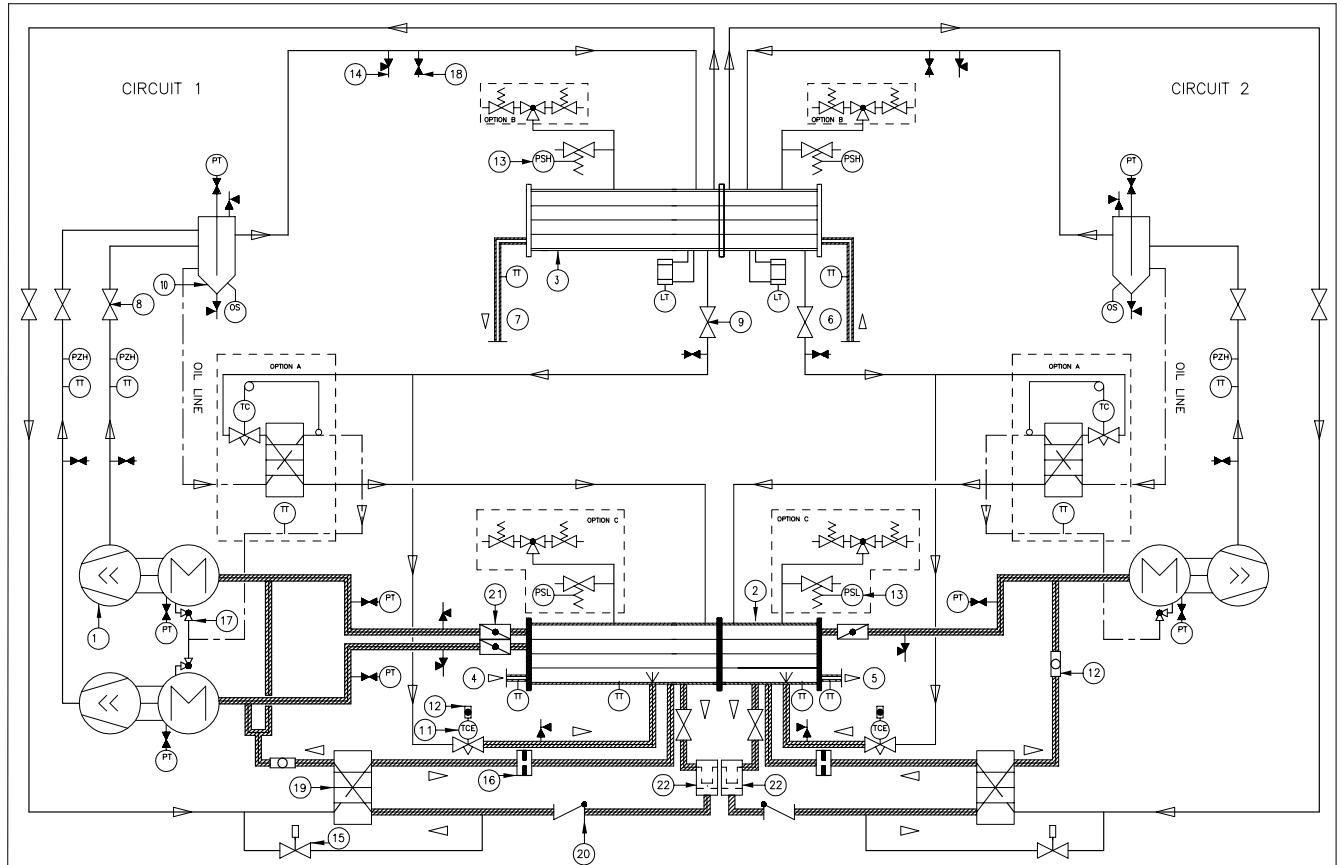 14
18
CIRCUIT 1
CIRCUIT 2
OPTION B
OPTION B
13
PSH
PSH
PT
PT
3
TT
TT
10
OS
OS
LT
LT
8
7
9
6
PZH
PZH
PZH
TT
TT
TT
OIL LINE
OPTION A
OPTION A
OIL LINE
TC
TC
TT
TT
OPTION C
OPTION C
PSL
PSL
13
2
1
17
PT
21
PT
PT
PT
12
4
5
PT
TT
TT
TT
TT
12
11
TCE
TCE
PT
16
19
22
22
15
20